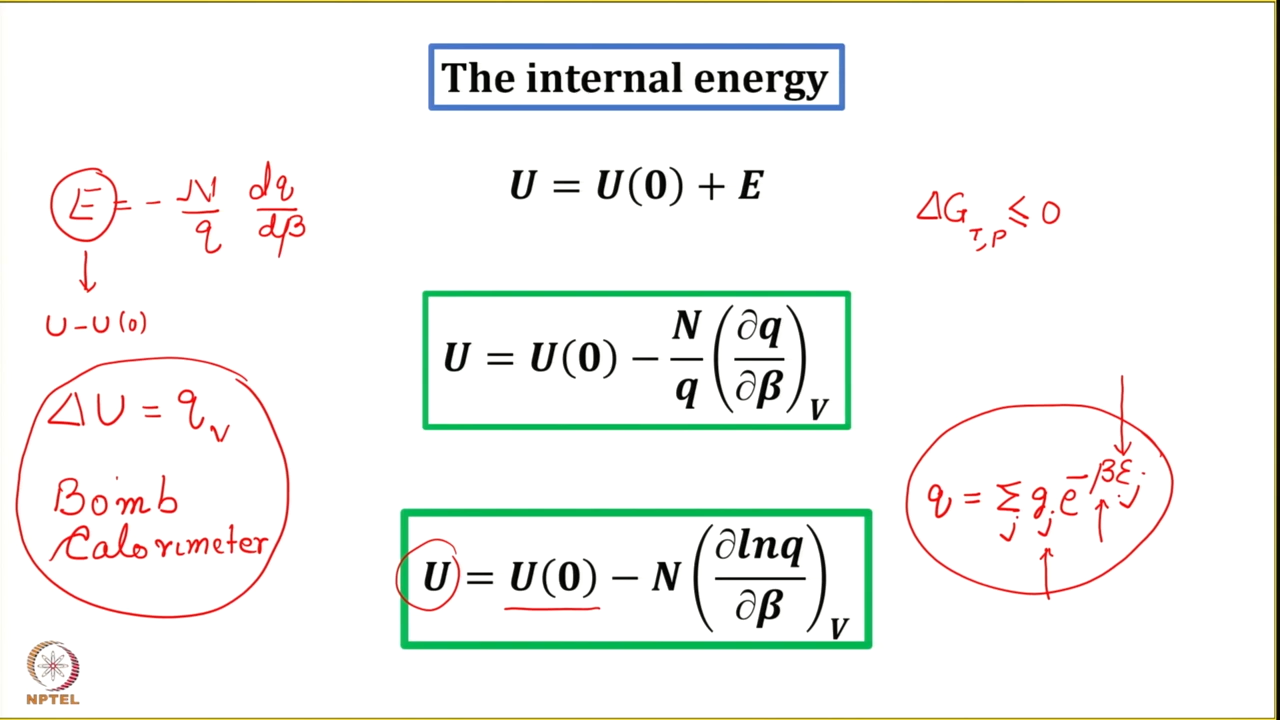 The internal energy
U = U(0) + E
E = - N/q dq/dβ
U - U(0)
ΔG_T,P ≤ 0
U = U(0) - N/q (∂q/∂β)_V
ΔU = q_v
Bomb
Calorimeter
q = Σ_j g_j e^-βε_j
U = U(0) - N (∂lnq/∂β)_V
NPTEL